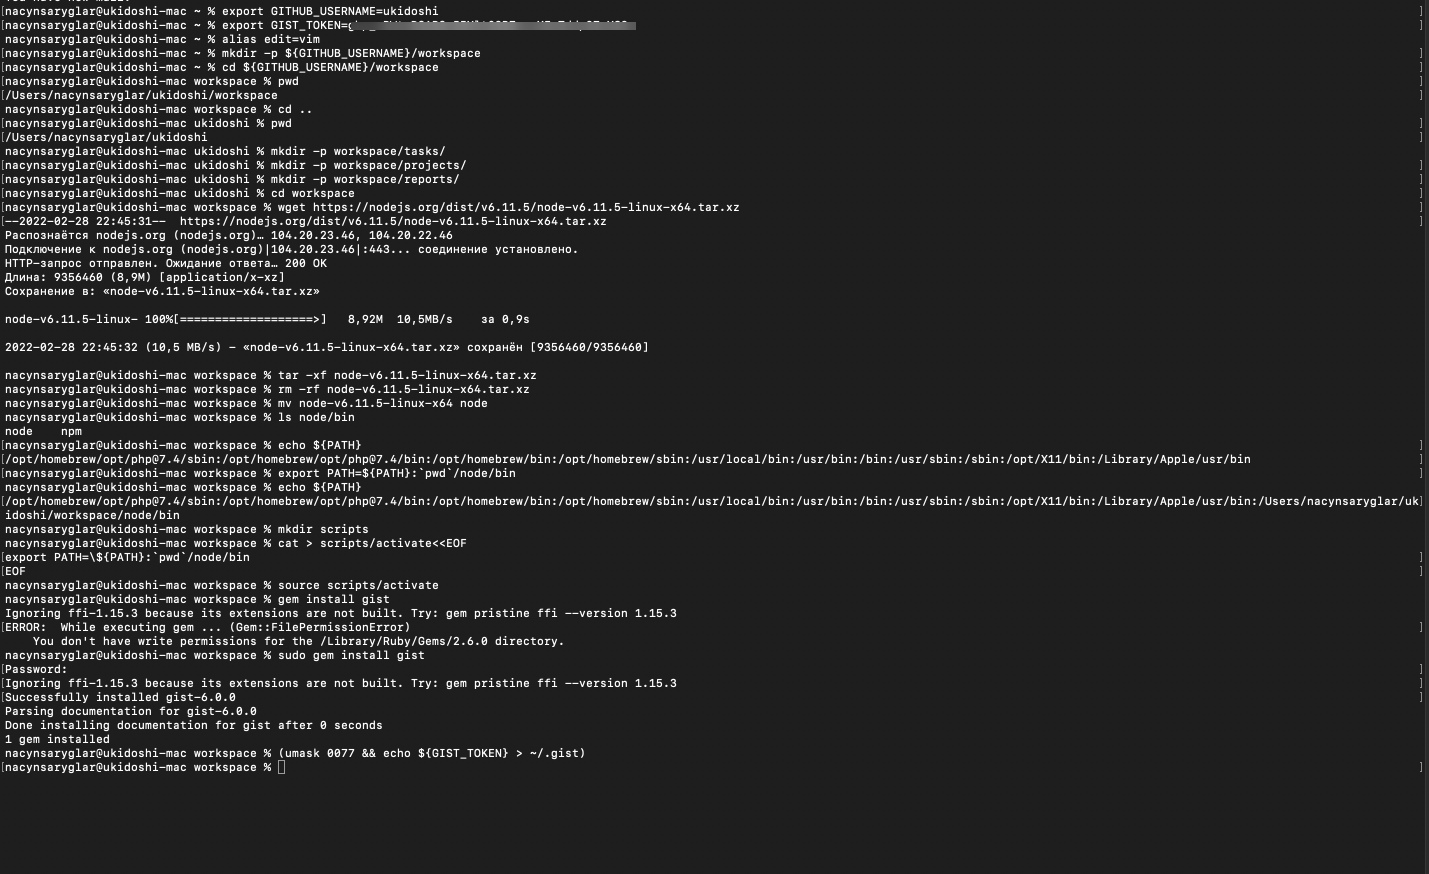 [nacynsaryglar@ukidoshi-mac ~ % export GITHUB_USERNAME=ukidoshi ]
[nacynsaryglar@ukidoshi-mac ~ % export GIST_TOKEN= ]
nacynsaryglar@ukidoshi-mac ~ % alias edit=vim
[nacynsaryglar@ukidoshi-mac ~ % mkdir -p ${GITHUB_USERNAME}/workspace ]
[nacynsaryglar@ukidoshi-mac ~ % cd ${GITHUB_USERNAME}/workspace ]
[nacynsaryglar@ukidoshi-mac workspace % pwd ]
[/Users/nacynsaryglar/ukidoshi/workspace ]
nacynsaryglar@ukidoshi-mac workspace % cd ..
[nacynsaryglar@ukidoshi-mac ukidoshi % pwd ]
[/Users/nacynsaryglar/ukidoshi ]
nacynsaryglar@ukidoshi-mac ukidoshi % mkdir -p workspace/tasks/
[nacynsaryglar@ukidoshi-mac ukidoshi % mkdir -p workspace/projects/ ]
[nacynsaryglar@ukidoshi-mac ukidoshi % mkdir -p workspace/reports/ ]
[nacynsaryglar@ukidoshi-mac ukidoshi % cd workspace ]
[nacynsaryglar@ukidoshi-mac workspace % wget https://nodejs.org/dist/v6.11.5/node-v6.11.5-linux-x64.tar.xz ]
[--2022-02-28 22:45:31--  https://nodejs.org/dist/v6.11.5/node-v6.11.5-linux-x64.tar.xz ]
Распознаётся nodejs.org (nodejs.org)… 104.20.23.46, 104.20.22.46
Подключение к nodejs.org (nodejs.org)|104.20.23.46|:443... соединение установлено.
HTTP-запрос отправлен. Ожидание ответа… 200 OK
Длина: 9356460 (8,9M) [application/x-xz]
Сохранение в: «node-v6.11.5-linux-x64.tar.xz»
node-v6.11.5-linux- 100%[===================>]   8,92M  10,5MB/s    за 0,9s
2022-02-28 22:45:32 (10,5 MB/s) - «node-v6.11.5-linux-x64.tar.xz» сохранён [9356460/9356460]
nacynsaryglar@ukidoshi-mac workspace % tar -xf node-v6.11.5-linux-x64.tar.xz
nacynsaryglar@ukidoshi-mac workspace % rm -rf node-v6.11.5-linux-x64.tar.xz
nacynsaryglar@ukidoshi-mac workspace % mv node-v6.11.5-linux-x64 node
nacynsaryglar@ukidoshi-mac workspace % ls node/bin
node    npm
[nacynsaryglar@ukidoshi-mac workspace % echo ${PATH} ]
[/opt/homebrew/opt/php@7.4/sbin:/opt/homebrew/opt/php@7.4/bin:/opt/homebrew/bin:/opt/homebrew/sbin:/usr/local/bin:/usr/bin:/bin:/usr/sbin:/sbin:/opt/X11/bin:/Library/Apple/usr/bin ]
[nacynsaryglar@ukidoshi-mac workspace % export PATH=${PATH}:`pwd`/node/bin ]
nacynsaryglar@ukidoshi-mac workspace % echo ${PATH}
[/opt/homebrew/opt/php@7.4/sbin:/opt/homebrew/opt/php@7.4/bin:/opt/homebrew/bin:/opt/homebrew/sbin:/usr/local/bin:/usr/bin:/bin:/usr/sbin:/sbin:/opt/X11/bin:/Library/Apple/usr/bin:/Users/nacynsaryglar/uk]
idoshi/workspace/node/bin
nacynsaryglar@ukidoshi-mac workspace % mkdir scripts
nacynsaryglar@ukidoshi-mac workspace % cat > scripts/activate<<EOF
[export PATH=\${PATH}:`pwd`/node/bin ]
[EOF ]
nacynsaryglar@ukidoshi-mac workspace % source scripts/activate
nacynsaryglar@ukidoshi-mac workspace % gem install gist
Ignoring ffi-1.15.3 because its extensions are not built. Try: gem pristine ffi --version 1.15.3
[ERROR:  While executing gem ... (Gem::FilePermissionError) ]
    You don't have write permissions for the /Library/Ruby/Gems/2.6.0 directory.
nacynsaryglar@ukidoshi-mac workspace % sudo gem install gist
[Password: ]
[Ignoring ffi-1.15.3 because its extensions are not built. Try: gem pristine ffi --version 1.15.3 ]
[Successfully installed gist-6.0.0 ]
Parsing documentation for gist-6.0.0
Done installing documentation for gist after 0 seconds
1 gem installed
nacynsaryglar@ukidoshi-mac workspace % (umask 0077 && echo ${GIST_TOKEN} > ~/.gist)
[nacynsaryglar@ukidoshi-mac workspace % ]